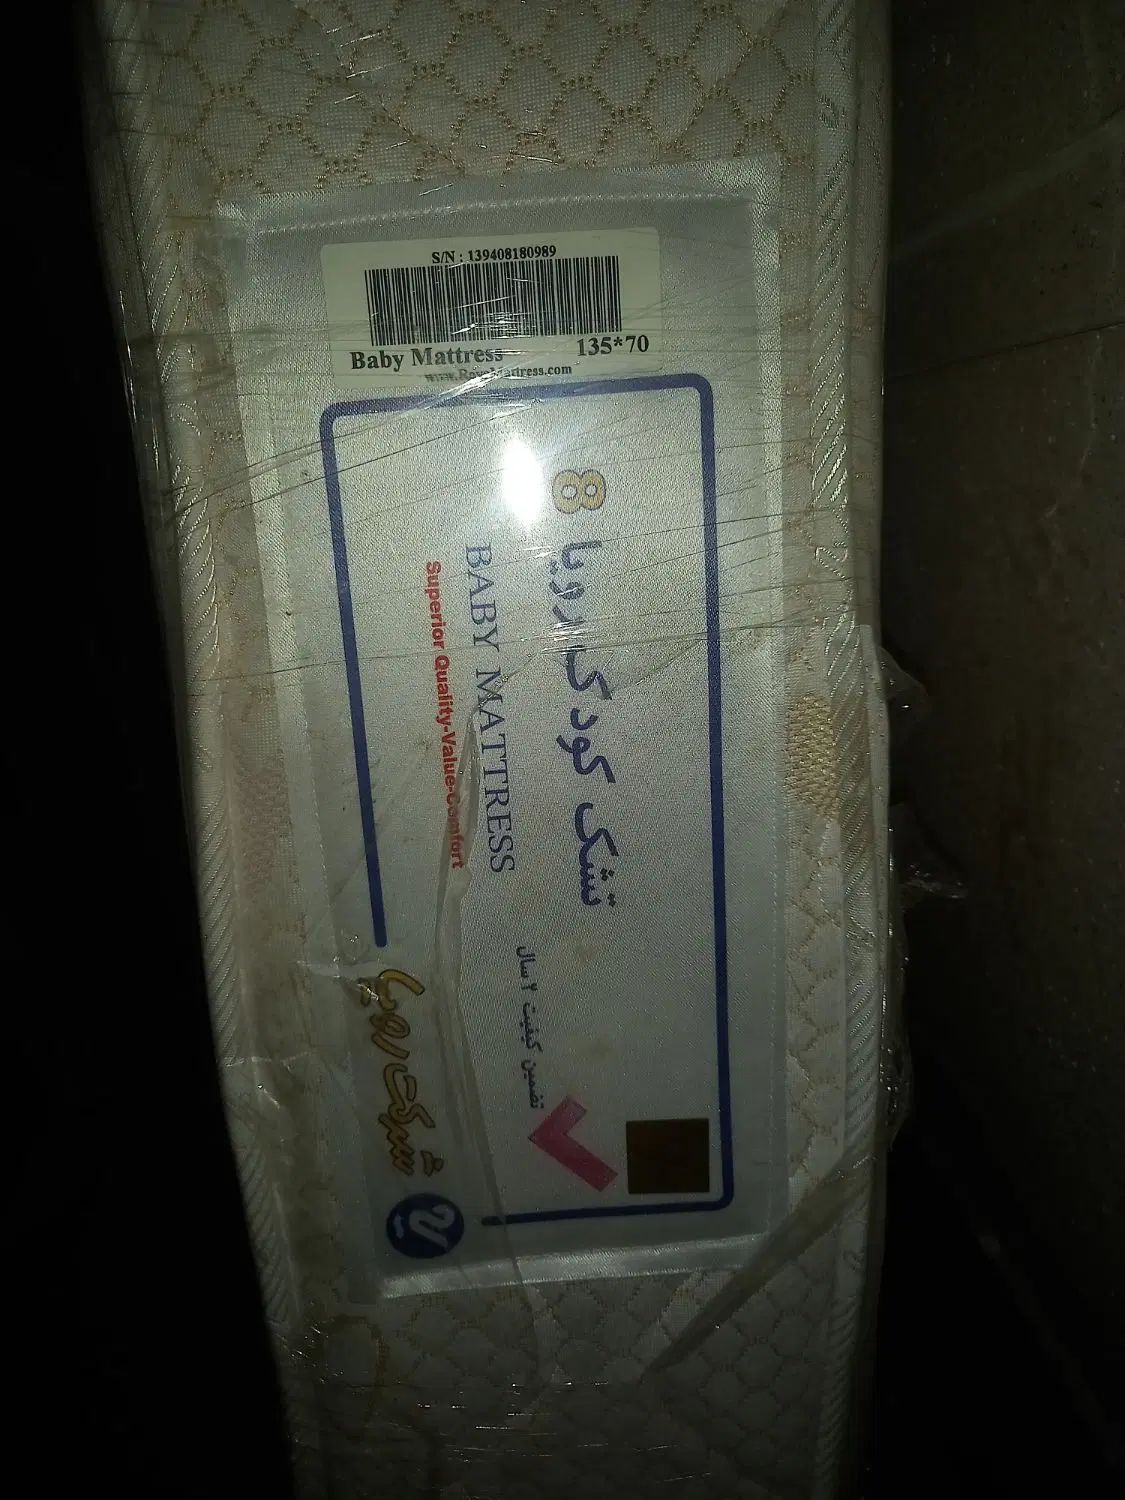 S/N : 139408180989
Baby Mattress 135*70
www.RoyaMattress.com
تشک کودک رویا 8
BABY MATTRESS
Superior Quality-Value-Comfort
تضمین کیفیت ۲ سال
شرکت رویا